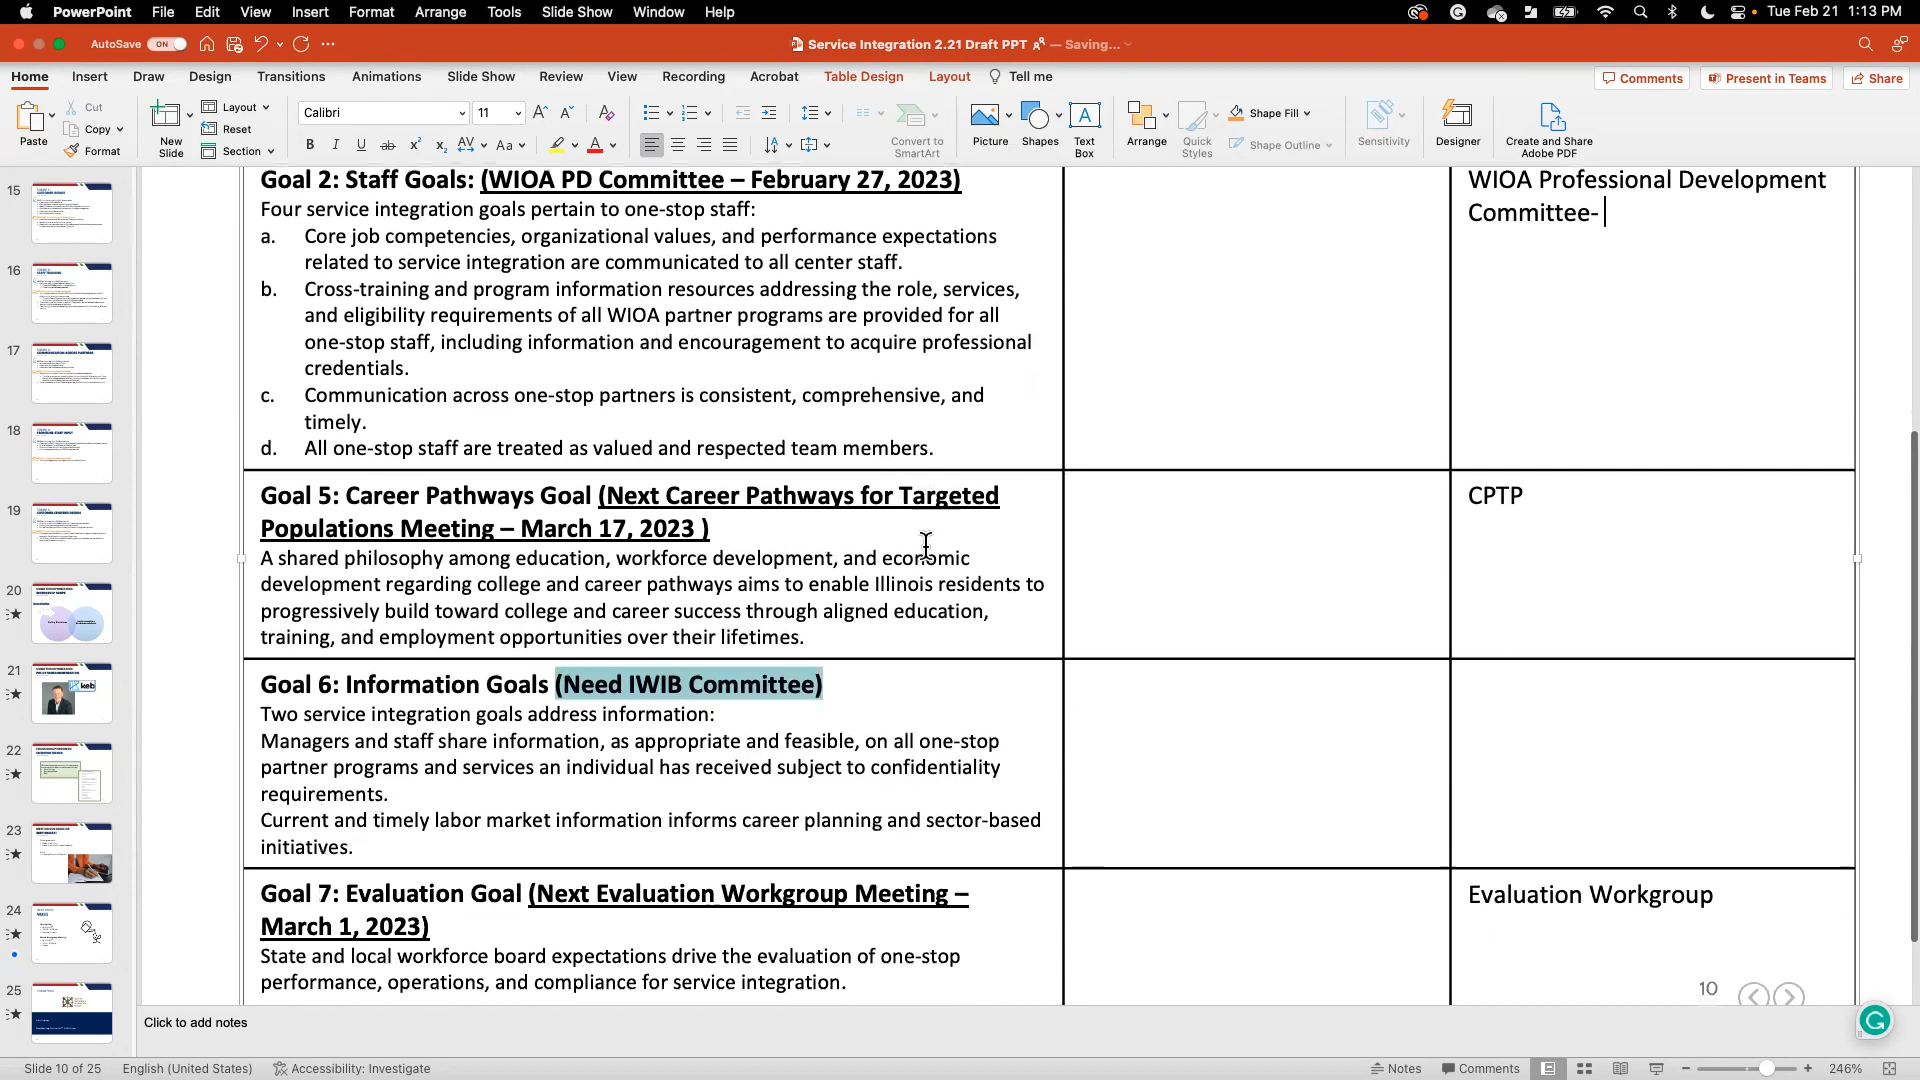 PowerPoint File Edit View Insert Format Arrange Tools Slide Show Window Help Tue Feb 21 1:13 PM
AutoSave ON Service Integration 2.21 Draft PPT — Saving...
Home Insert Draw Design Transitions Animations Slide Show Review View Recording Acrobat Table Design Layout Tell me Comments Present in Teams Share
Paste Cut Copy Format
New Slide Layout Reset Section
Calibri 11
Convert to SmartArt
Picture Shapes Text Box Arrange Quick Styles Shape Fill Shape Outline Sensitivity Designer Create and Share Adobe PDF
15
16
17
18
19
20
21
22
23
24
25
Goal 2: Staff Goals: (WIOA PD Committee – February 27, 2023)
Four service integration goals pertain to one-stop staff:
a. Core job competencies, organizational values, and performance expectations
related to service integration are communicated to all center staff.
b. Cross-training and program information resources addressing the role, services,
and eligibility requirements of all WIOA partner programs are provided for all
one-stop staff, including information and encouragement to acquire professional
credentials.
c. Communication across one-stop partners is consistent, comprehensive, and
timely.
d. All one-stop staff are treated as valued and respected team members.
WIOA Professional Development
Committee-
Goal 5: Career Pathways Goal (Next Career Pathways for Targeted
Populations Meeting – March 17, 2023 )
A shared philosophy among education, workforce development, and economic
development regarding college and career pathways aims to enable Illinois residents to
progressively build toward college and career success through aligned education,
training, and employment opportunities over their lifetimes.
CPTP
Goal 6: Information Goals (Need IWIB Committee)
Two service integration goals address information:
Managers and staff share information, as appropriate and feasible, on all one-stop
partner programs and services an individual has received subject to confidentiality
requirements.
Current and timely labor market information informs career planning and sector-based
initiatives.
Goal 7: Evaluation Goal (Next Evaluation Workgroup Meeting –
March 1, 2023)
State and local workforce board expectations drive the evaluation of one-stop
performance, operations, and compliance for service integration.
Evaluation Workgroup
10
Click to add notes
Slide 10 of 25 English (United States) Accessibility: Investigate Notes Comments 246%